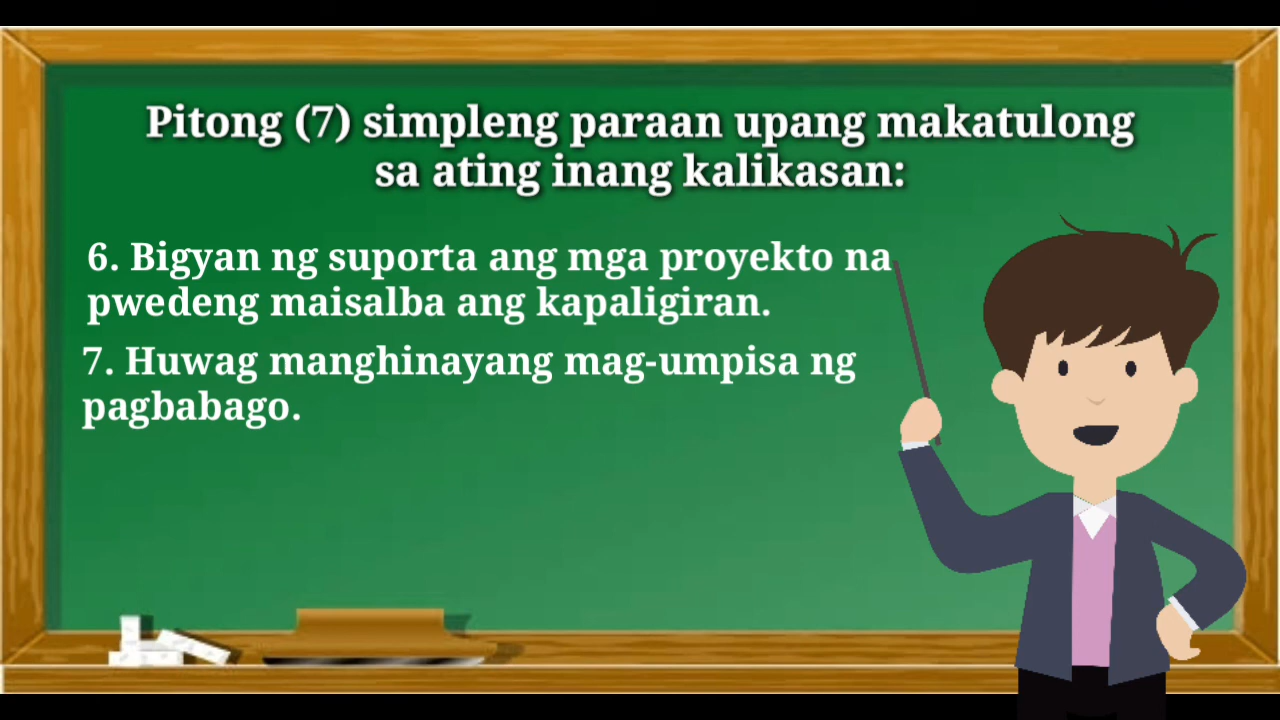 Pitong (7) simpleng paraan upang makatulong
sa ating inang kalikasan:
6. Bigyan ng suporta ang mga proyekto na
pwedeng maisalba ang kapaligiran.
7. Huwag manghinayang mag-umpisa ng
pagbabago.